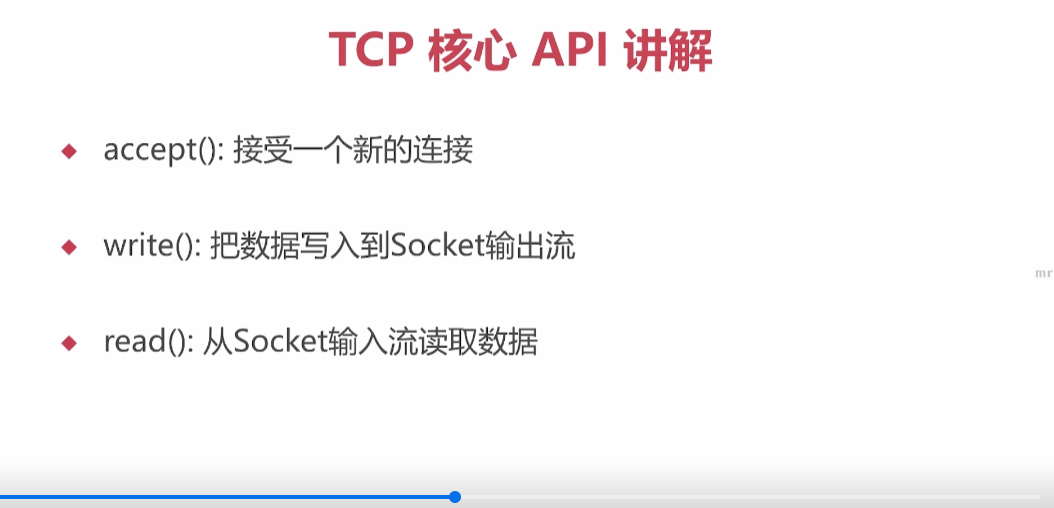 TCP 核心 API 讲解
accept(): 接受一个新的连接
write(): 把数据写入到Socket输出流
mr
read(): 从Socket输入流读取数据